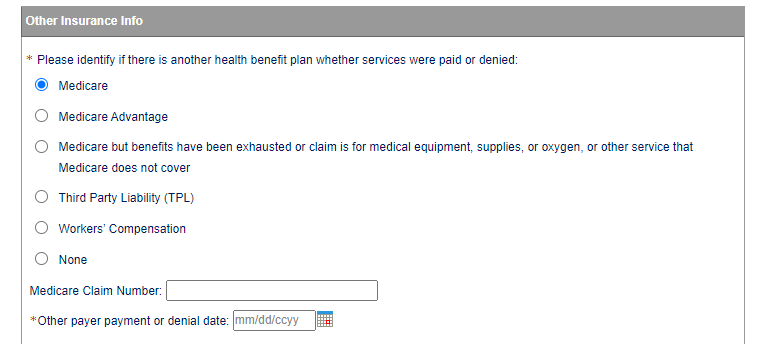 Other Insurance Info
* Please identify if there is another health benefit plan whether services were paid or denied:
Medicare
Medicare Advantage
Medicare but benefits have been exhausted or claim is for medical equipment, supplies, or oxygen, or other service that
Medicare does not cover
Third Party Liability (TPL)
Workers' Compensation
None
Medicare Claim Number:
*Other payer payment or denial date: mm/dd/ccyy